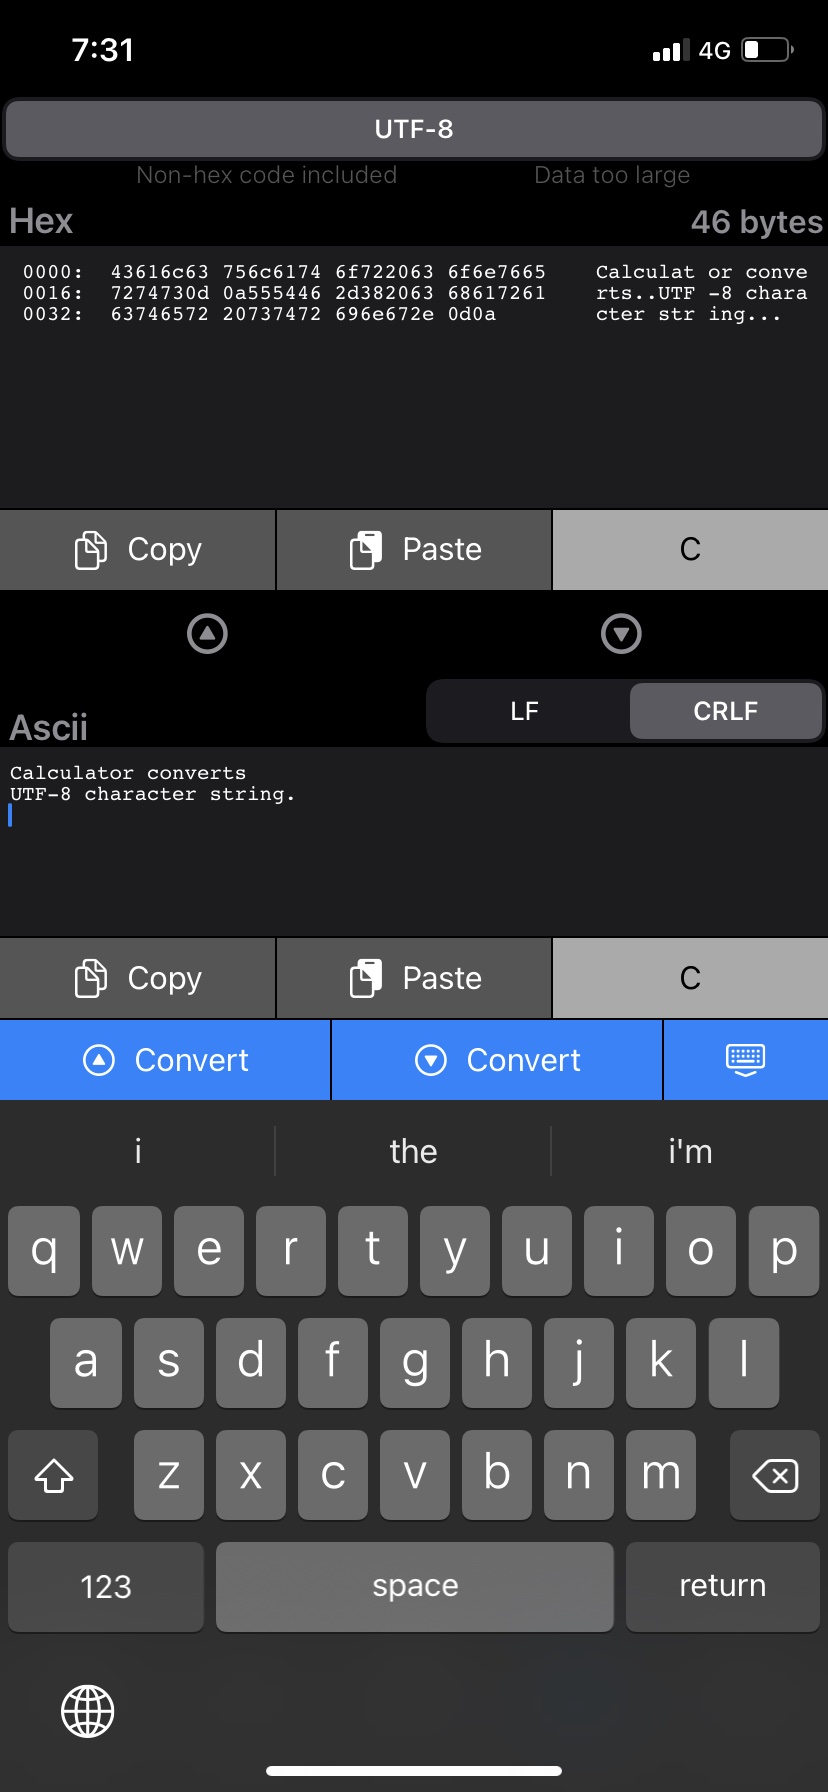 7:31 4G
UTF-8
Non-hex code included Data too large
Hex 46 bytes
0000: 43616c63 756c6174 6f722063 6f6e7665 Calculat or conve
0016: 7274730d 0a555446 2d382063 68617261 rts..UTF -8 chara
0032: 63746572 20737472 696e672e 0d0a cter str ing...
Copy Paste C
LF CRLF
Ascii
Calculator converts
UTF-8 character string.
Copy Paste C
Convert Convert
i the i'm
q w e r t y u i o p
a s d f g h j k l
z x c v b n m
123 space return